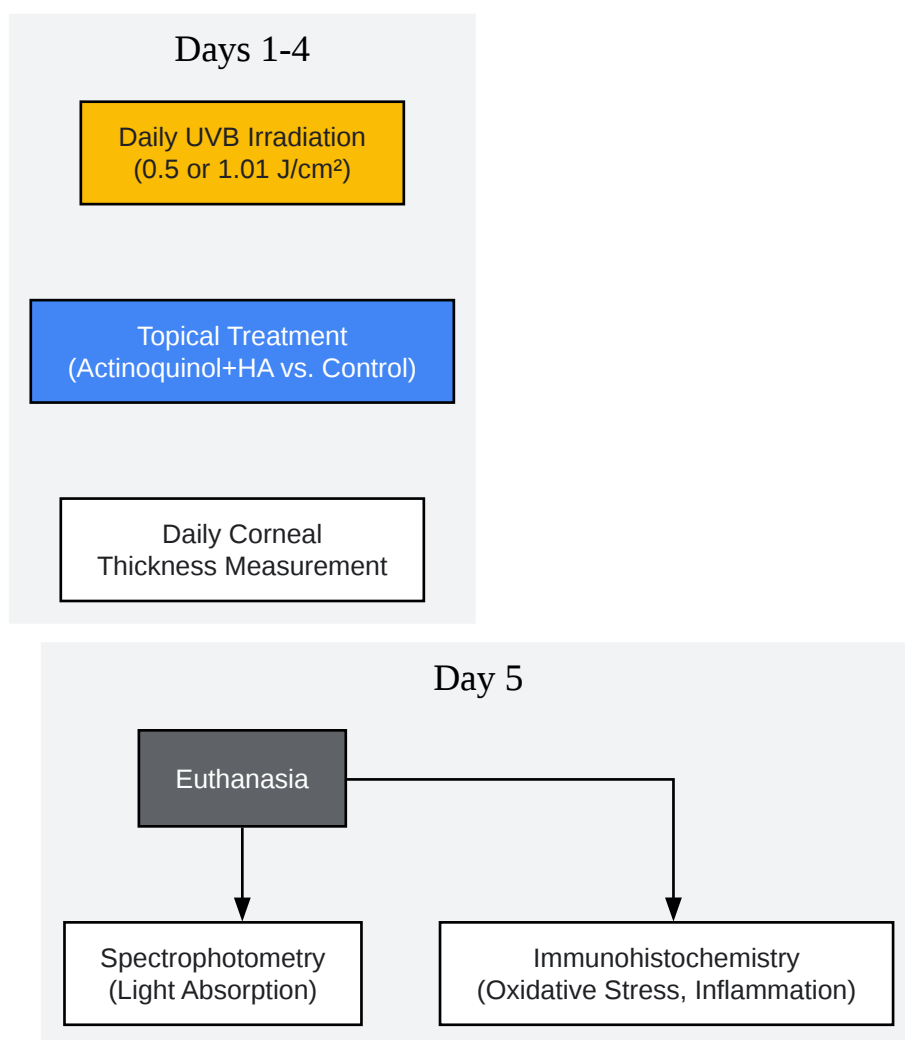 Days 1-4
Daily UVB Irradiation
(0.5 or 1.01 J/cm²)
Topical Treatment
(Actinoquinol+HA vs. Control)
Daily Corneal
Thickness Measurement
Day 5
Euthanasia
Spectrophotometry
(Light Absorption)
Immunohistochemistry
(Oxidative Stress, Inflammation)